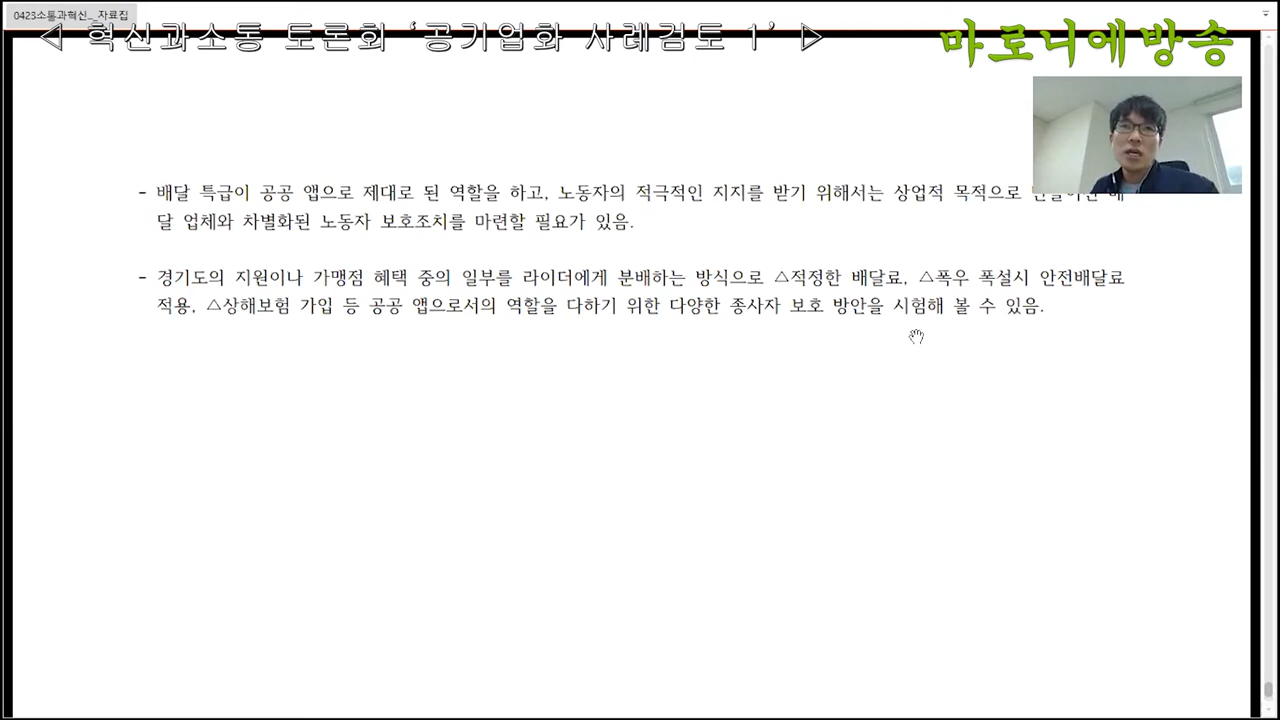 0423소통과혁신_ 자료집
◁ 혁신과소통 토론회 ‘공기업화 사례검토 1’ ▷
마로니에방송
- 배달 특급이 공공 앱으로 제대로 된 역할을 하고, 노동자의 적극적인 지지를 받기 위해서는 상업적 목적으로
달 업체와 차별화된 노동자 보호조치를 마련할 필요가 있음.
- 경기도의 지원이나 가맹점 혜택 중의 일부를 라이더에게 분배하는 방식으로 △적정한 배달료, △폭우 폭설시 안전배달료
적용, △상해보험 가입 등 공공 앱으로서의 역할을 다하기 위한 다양한 종사자 보호 방안을 시험해 볼 수 있음.